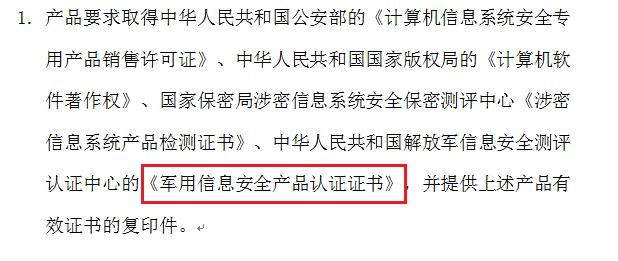 1. 产品要求取得中华人民共和国公安部的《计算机信息系统安全专
用产品销售许可证》、中华人民共和国国家版权局的《计算机软
件著作权》、国家保密局涉密信息系统安全保密测评中心《涉密
信息系统产品检测证书》、中华人民共和国解放军信息安全测评
认证中心的《军用信息安全产品认证证书》，并提供上述产品有
效证书的复印件。